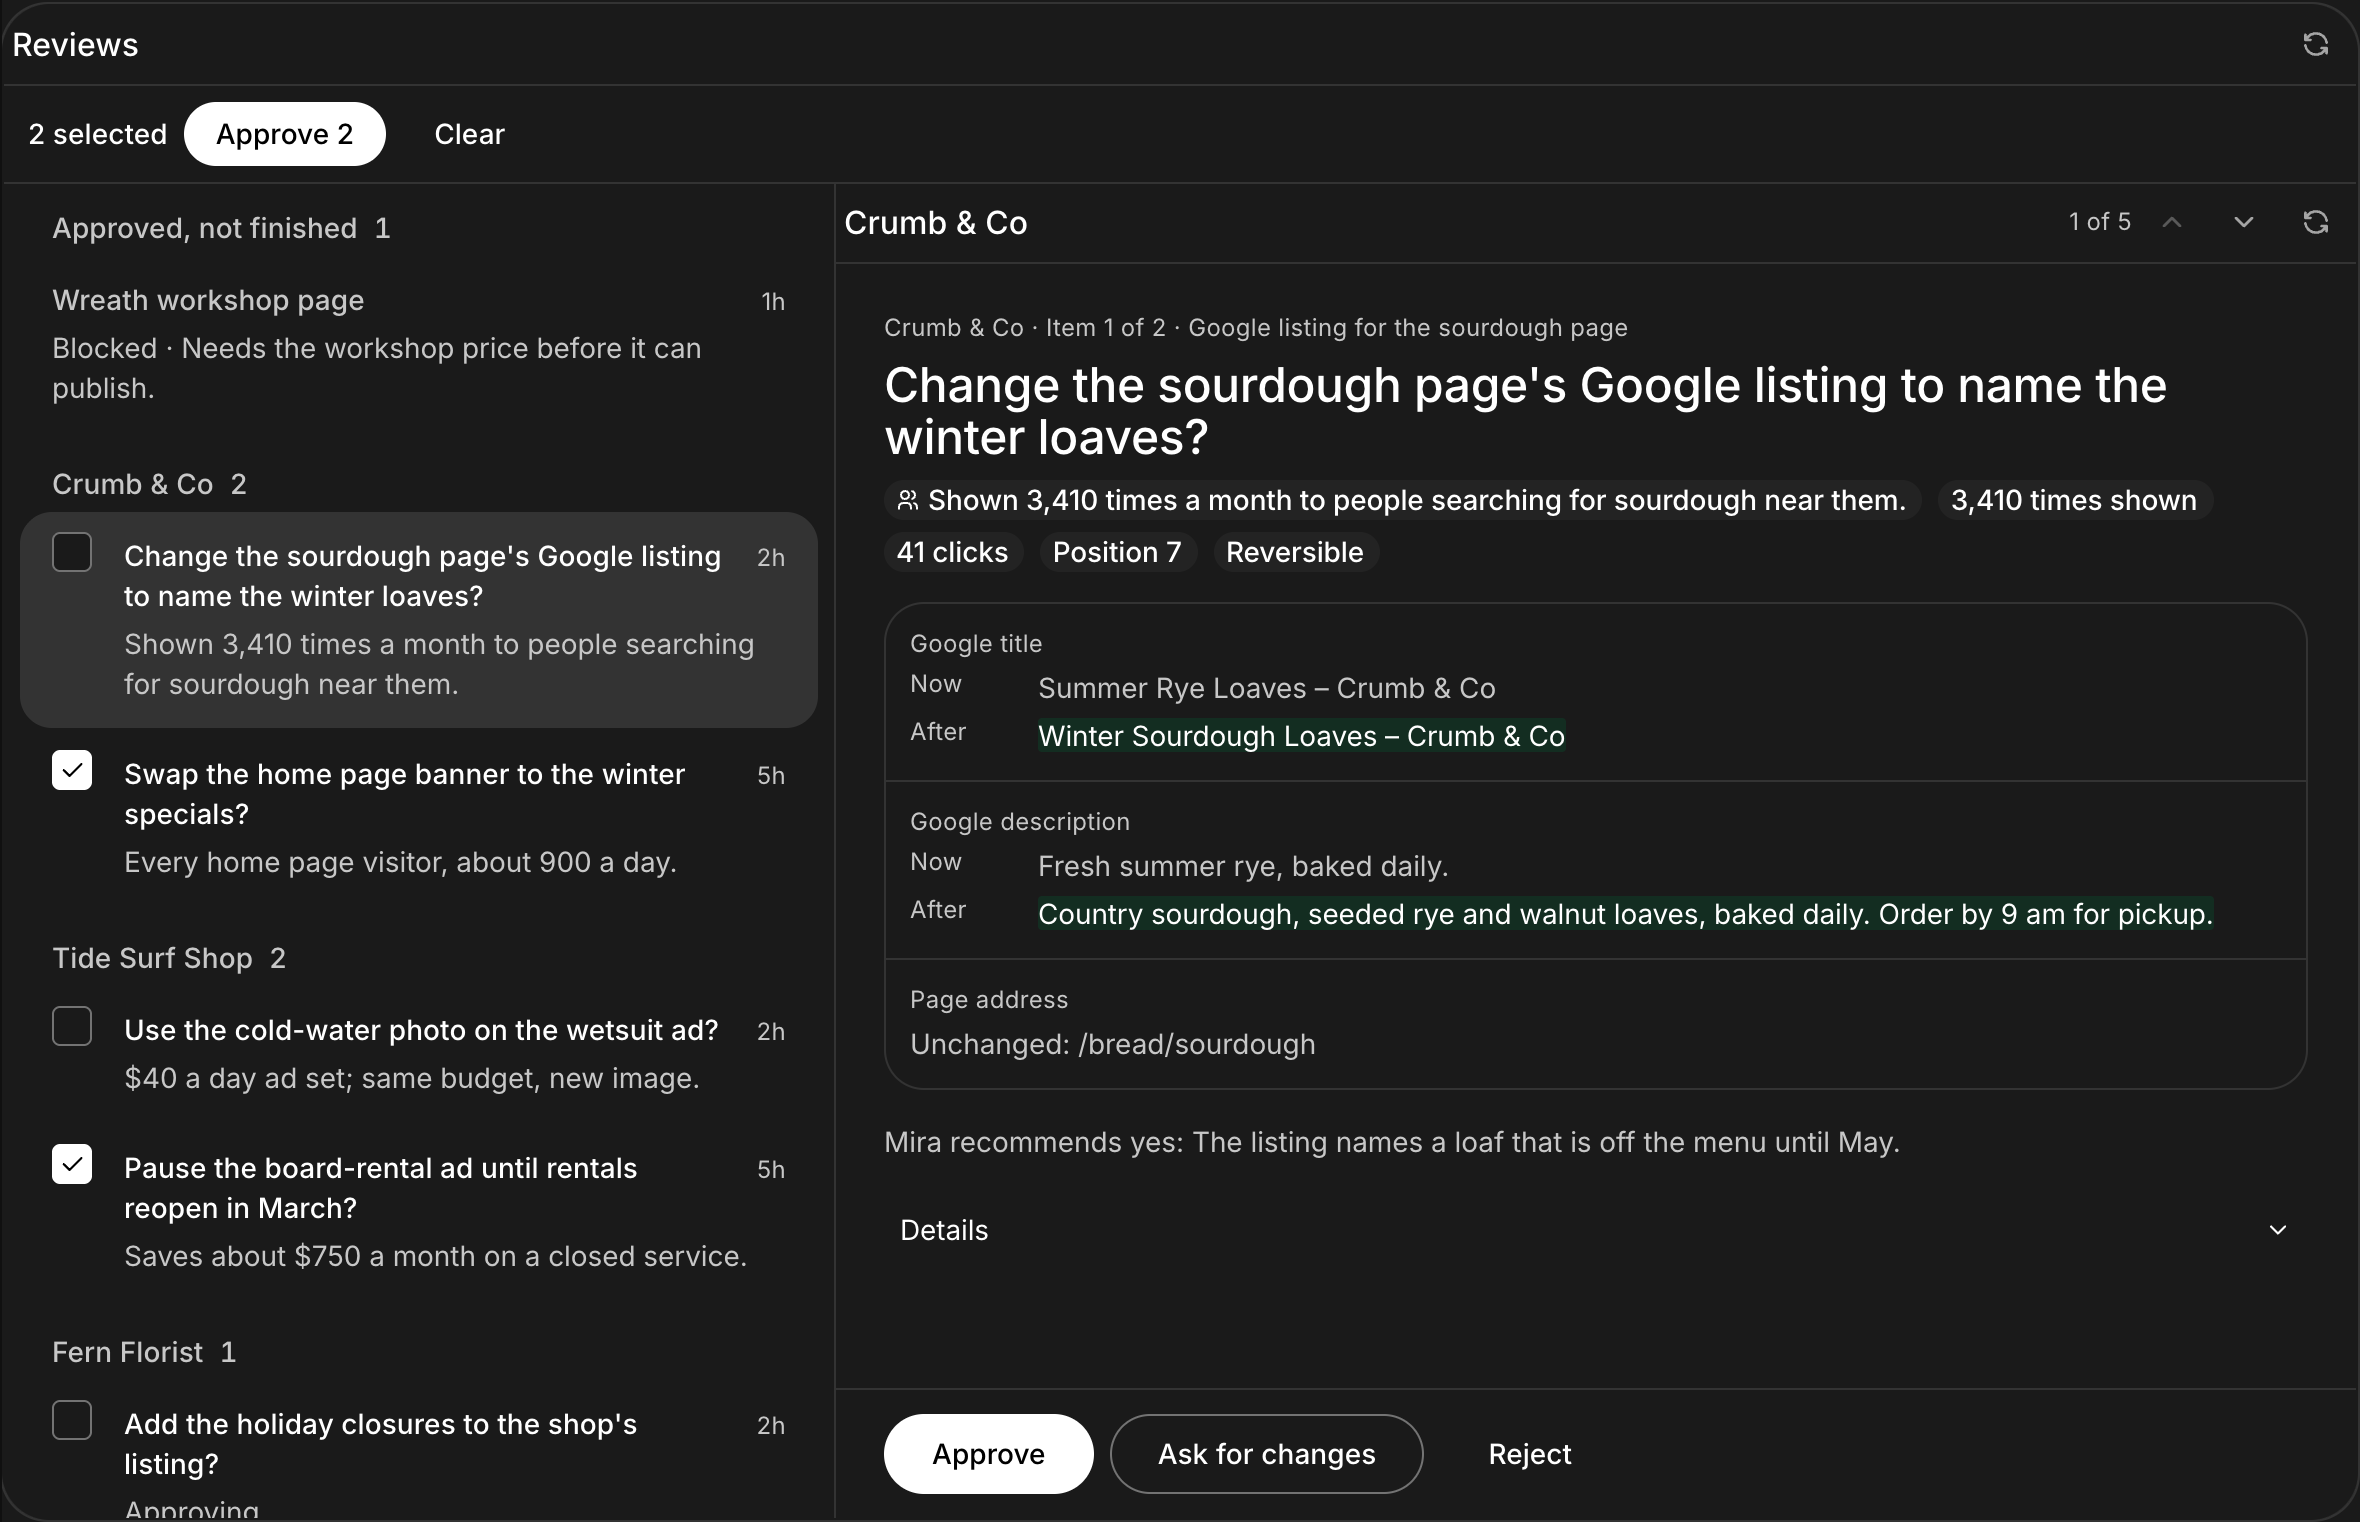 Reviews
2 selected
Approve 2
Clear
Approved, not finished 1
Wreath workshop page
1h
Blocked · Needs the workshop price before it can
publish.
Crumb & Co 2
Change the sourdough page's Google listing
to name the winter loaves?
2h
Shown 3,410 times a month to people searching
for sourdough near them.
Swap the home page banner to the winter
specials?
5h
Every home page visitor, about 900 a day.
Tide Surf Shop 2
Use the cold-water photo on the wetsuit ad?
2h
$40 a day ad set; same budget, new image.
Pause the board-rental ad until rentals
reopen in March?
5h
Saves about $750 a month on a closed service.
Fern Florist 1
Add the holiday closures to the shop's
listing?
2h
Approving
Crumb & Co
1 of 5
Crumb & Co · Item 1 of 2 · Google listing for the sourdough page
Change the sourdough page's Google listing to name the
winter loaves?
Shown 3,410 times a month to people searching for sourdough near them.
3,410 times shown
41 clicks
Position 7
Reversible
Google title
Now
Summer Rye Loaves – Crumb & Co
After
Winter Sourdough Loaves – Crumb & Co
Google description
Now
Fresh summer rye, baked daily.
After
Country sourdough, seeded rye and walnut loaves, baked daily. Order by 9 am for pickup.
Page address
Unchanged: /bread/sourdough
Mira recommends yes: The listing names a loaf that is off the menu until May.
Details
Approve
Ask for changes
Reject